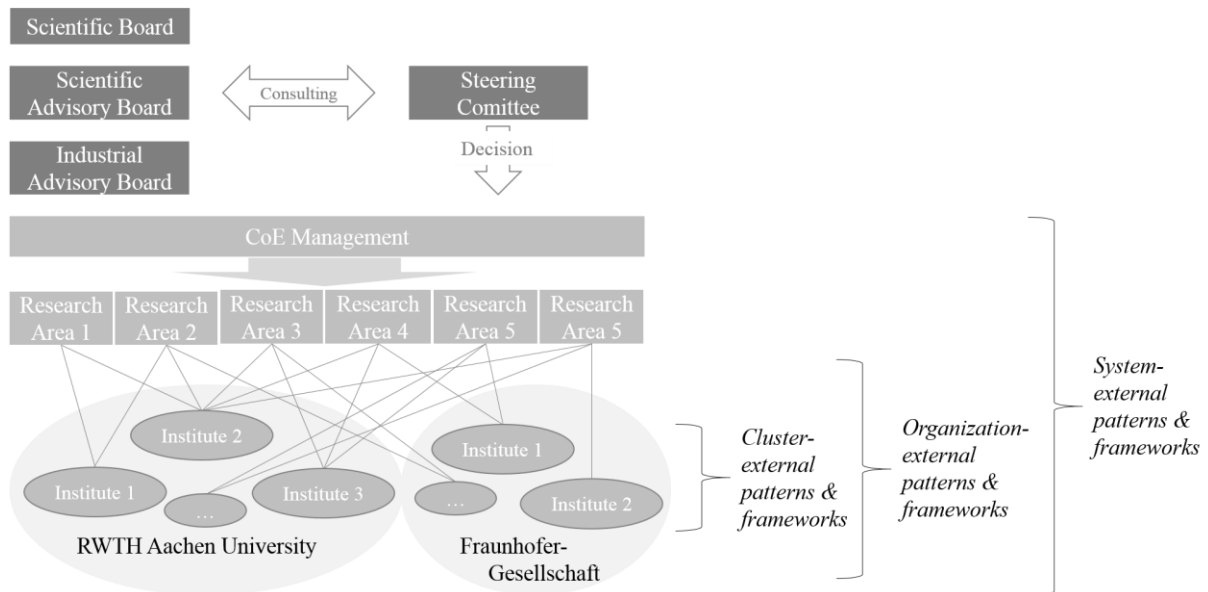 Scientific Board
Scientific
Advisory Board
Consulting
Steering
Comittee
Industrial
Advisory Board
Decision
CoE Management
Research
Area 1
Research
Area 2
Research
Area 3
Research
Area 4
Research
Area 5
Research
Area 5
Institute 2
Institute 1
Institute 3
...
RWTH Aachen University
Institute 1
...
Institute 2
Fraunhofer-
Gesellschaft
Cluster-
external
patterns &
frameworks
Organization-
external
patterns &
frameworks
System-
external
patterns &
frameworks